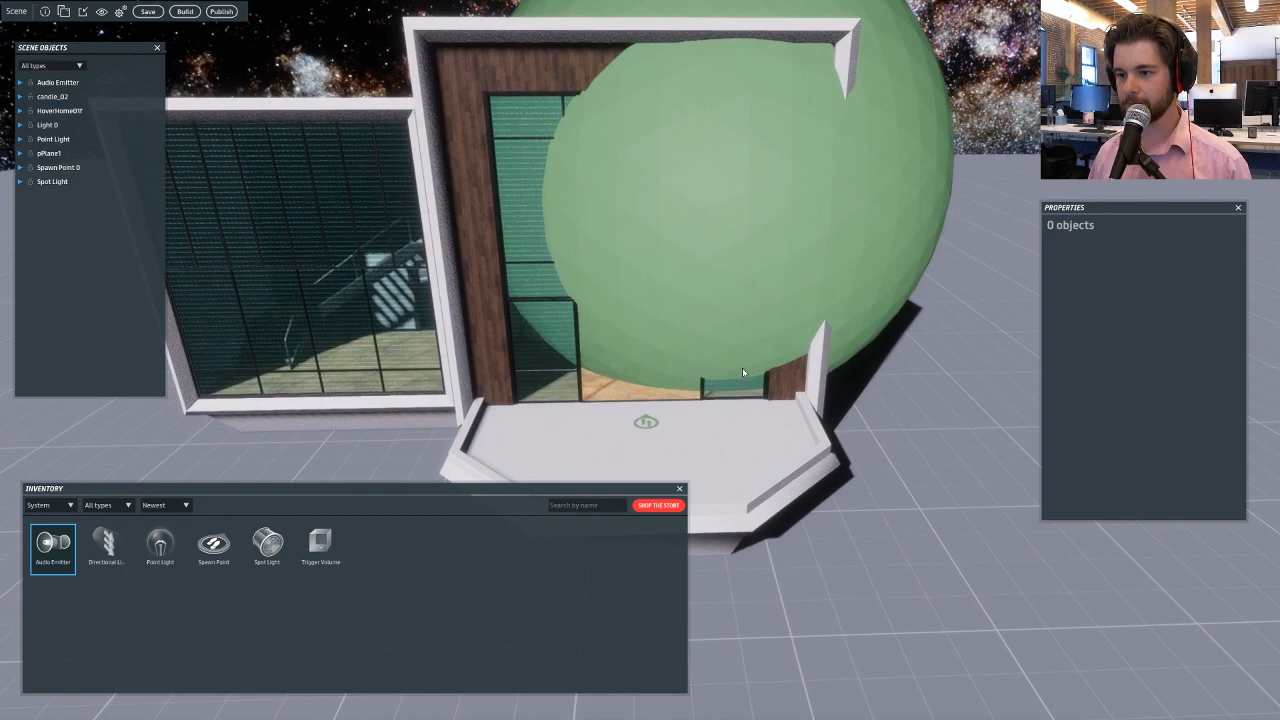 Scene Save Build Publish
SCENE OBJECTS
All types
Audio Emitter
candle_02
Light 0
Point Light
pPlane1
Spawn Point 0
Spot Light
PROPERTIES
0 objects
INVENTORY
System All types Newest Search by name SHOP THE STORE
Audio Emitter Directional Li... Point Light Spawn Point Spot Light Trigger Volume